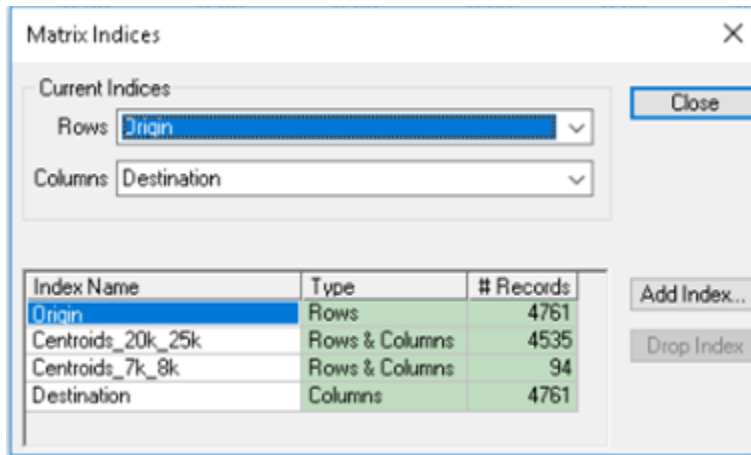 Matrix Indices
Current Indices
Rows Origin
Close
Columns Destination
Index Name Type # Records
Origin Rows 4761
Add Index...
Centroids_20k_25k Rows & Columns 4535
Drop Index
Centroids_7k_8k Rows & Columns 94
Destination Columns 4761